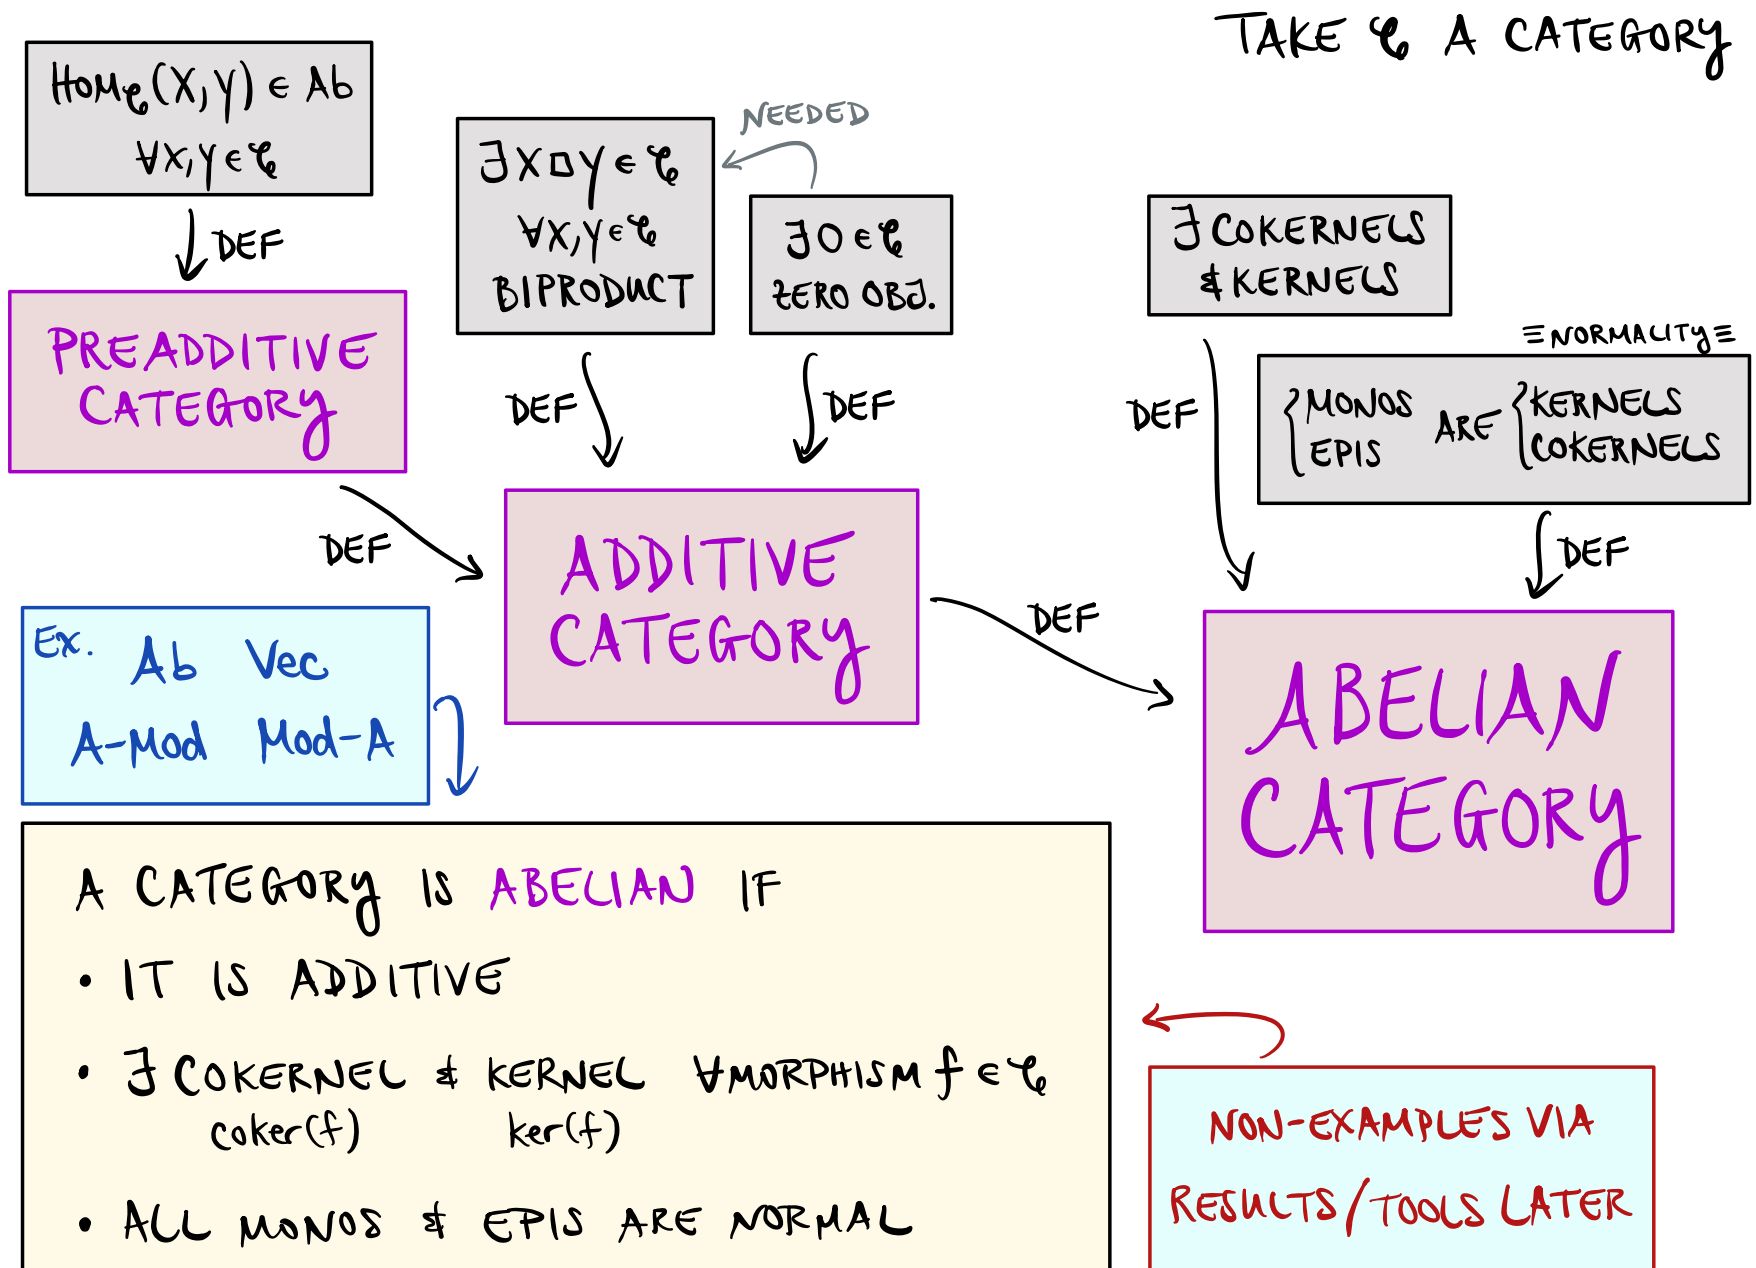 TAKE 𝒞 A CATEGORY
Hom𝒞(X,Y) ∈ Ab
∀X,Y ∈ 𝒞
DEF
PREADDITIVE
CATEGORY
NEEDED
∃ X □ Y ∈ 𝒞
∀X,Y ∈ 𝒞
BIPRODUCT
∃ 0 ∈ 𝒞
ZERO OBJ.
DEF
DEF
DEF
ADDITIVE
CATEGORY
∃ COKERNELS
& KERNELS
≡NORMALITY≡
{MONOS ARE {KERNELS
EPIS COKERNELS
DEF
DEF
DEF
ABELIAN
CATEGORY
Ex. Ab Vec
A-Mod Mod-A
A CATEGORY IS ABELIAN IF
• IT IS ADDITIVE
• ∃ COKERNEL & KERNEL ∀MORPHISM f ∈ 𝒞
coker(f) ker(f)
• ALL MONOS & EPIS ARE NORMAL
NON-EXAMPLES VIA
RESULTS/TOOLS LATER